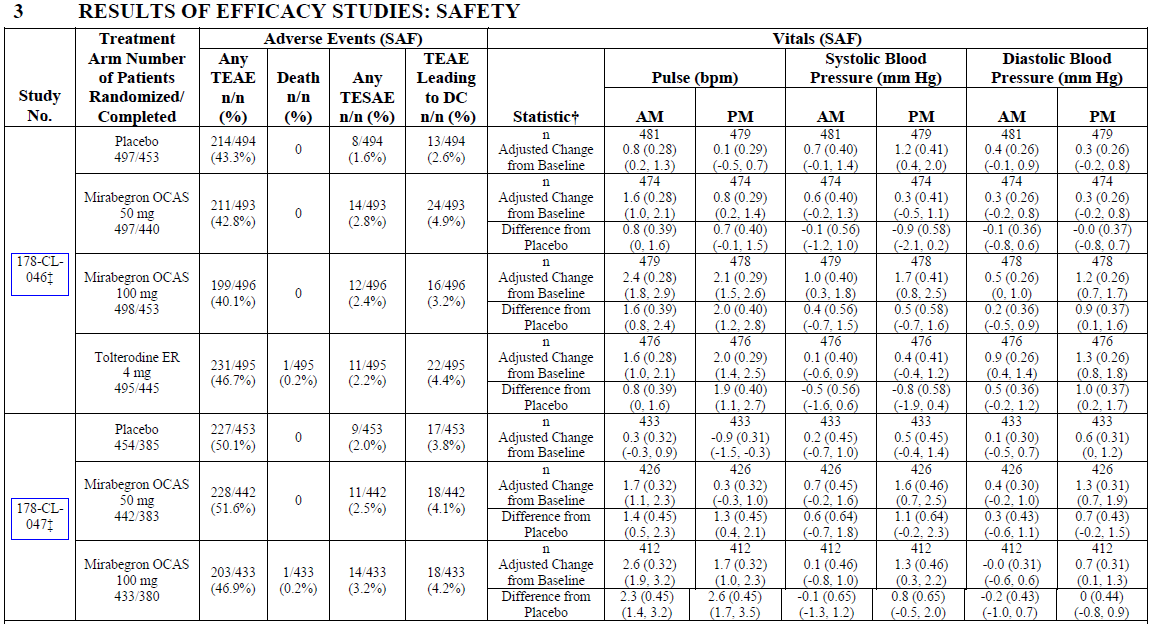 3 RESULTS OF EFFICACY STUDIES: SAFETY
Study No. Treatment Arm Number of Patients Randomized/ Completed Adverse Events (SAF) Vitals (SAF)
Any TEAE n/n (%) Death n/n (%) Any TESAE n/n (%) TEAE Leading to DC n/n (%) Statistic† Pulse (bpm) Systolic Blood Pressure (mm Hg) Diastolic Blood Pressure (mm Hg)
AM PM AM PM AM PM
178-CL-046‡
Placebo 497/453 214/494 (43.3%) 0 8/494 (1.6%) 13/494 (2.6%)
n 481 479 481 479 481 479
Adjusted Change 0.8 (0.28) 0.1 (0.29) 0.7 (0.40) 1.2 (0.41) 0.4 (0.26) 0.3 (0.26)
from Baseline (0.2, 1.3) (-0.5, 0.7) (-0.1, 1.4) (0.4, 2.0) (-0.1, 0.9) (-0.2, 0.8)
Mirabegron OCAS 50 mg 497/440 211/493 (42.8%) 0 14/493 (2.8%) 24/493 (4.9%)
n 474 474 474 474 474 474
Adjusted Change 1.6 (0.28) 0.8 (0.29) 0.6 (0.40) 0.3 (0.41) 0.3 (0.26) 0.3 (0.26)
from Baseline (1.0, 2.1) (0.2, 1.4) (-0.2, 1.3) (-0.5, 1.1) (-0.2, 0.8) (-0.2, 0.8)
Difference from 0.8 (0.39) 0.7 (0.40) -0.1 (0.56) -0.9 (0.58) -0.1 (0.36) -0.0 (0.37)
Placebo (0, 1.6) (-0.1, 1.5) (-1.2, 1.0) (-2.1, 0.2) (-0.8, 0.6) (-0.8, 0.7)
Mirabegron OCAS 100 mg 498/453 199/496 (40.1%) 0 12/496 (2.4%) 16/496 (3.2%)
n 479 478 479 478 478 478
Adjusted Change 2.4 (0.28) 2.1 (0.29) 1.0 (0.40) 1.7 (0.41) 0.5 (0.26) 1.2 (0.26)
from Baseline (1.8, 2.9) (1.5, 2.6) (0.3, 1.8) (0.8, 2.5) (0, 1.0) (0.7, 1.7)
Difference from 1.6 (0.39) 2.0 (0.40) 0.4 (0.56) 0.5 (0.58) 0.2 (0.36) 0.9 (0.37)
Placebo (0.8, 2.4) (1.2, 2.8) (-0.7, 1.5) (-0.7, 1.6) (-0.5, 0.9) (0.1, 1.6)
Tolterodine ER 4 mg 495/445 231/495 (46.7%) 1/495 (0.2%) 11/495 (2.2%) 22/495 (4.4%)
n 476 476 476 476 476 476
Adjusted Change 1.6 (0.28) 2.0 (0.29) 0.1 (0.40) 0.4 (0.41) 0.9 (0.26) 1.3 (0.26)
from Baseline (1.0, 2.1) (1.4, 2.5) (-0.6, 0.9) (-0.4, 1.2) (0.4, 1.4) (0.8, 1.8)
Difference from 0.8 (0.39) 1.9 (0.40) -0.5 (0.56) -0.8 (0.58) 0.5 (0.36) 1.0 (0.37)
Placebo (0, 1.6) (1.1, 2.7) (-1.6, 0.6) (-1.9, 0.4) (-0.2, 1.2) (0.2, 1.7)
178-CL-047‡
Placebo 454/385 227/453 (50.1%) 0 9/453 (2.0%) 17/453 (3.8%)
n 433 433 433 433 433 433
Adjusted Change 0.3 (0.32) -0.9 (0.31) 0.2 (0.45) 0.5 (0.45) 0.1 (0.30) 0.6 (0.31)
from Baseline (-0.3, 0.9) (-1.5, -0.3) (-0.7, 1.0) (-0.4, 1.4) (-0.5, 0.7) (0, 1.2)
Mirabegron OCAS 50 mg 442/383 228/442 (51.6%) 0 11/442 (2.5%) 18/442 (4.1%)
n 426 426 426 426 426 426
Adjusted Change 1.7 (0.32) 0.3 (0.32) 0.7 (0.45) 1.6 (0.46) 0.4 (0.30) 1.3 (0.31)
from Baseline (1.1, 2.3) (-0.3, 1.0) (-0.2, 1.6) (0.7, 2.5) (-0.2, 1.0) (0.7, 1.9)
Difference from 1.4 (0.45) 1.3 (0.45) 0.6 (0.64) 1.1 (0.64) 0.3 (0.43) 0.7 (0.43)
Placebo (0.5, 2.3) (0.4, 2.1) (-0.7, 1.8) (-0.2, 2.3) (-0.6, 1.1) (-0.2, 1.5)
Mirabegron OCAS 100 mg 433/380 203/433 (46.9%) 1/433 (0.2%) 14/433 (3.2%) 18/433 (4.2%)
n 412 412 412 412 412 412
Adjusted Change 2.6 (0.32) 1.7 (0.32) 0.1 (0.46) 1.3 (0.46) -0.0 (0.31) 0.7 (0.31)
from Baseline (1.9, 3.2) (1.0, 2.3) (-0.8, 1.0) (0.3, 2.2) (-0.6, 0.6) (0.1, 1.3)
Difference from 2.3 (0.45) 2.6 (0.45) -0.1 (0.65) 0.8 (0.65) -0.2 (0.43) 0 (0.44)
Placebo (1.4, 3.2) (1.7, 3.5) (-1.3, 1.2) (-0.5, 2.0) (-1.0, 0.7) (-0.8, 0.9)